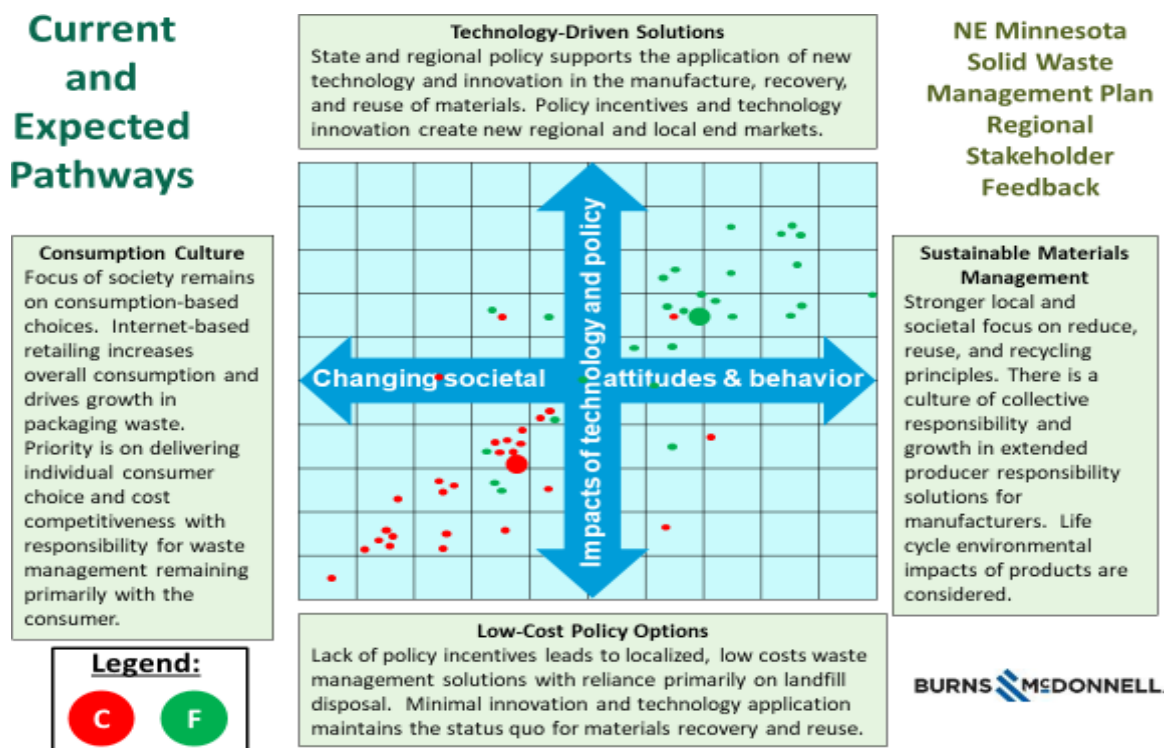 Current
and
Expected
Pathways
Technology-Driven Solutions
State and regional policy supports the application of new
technology and innovation in the manufacture, recovery,
and reuse of materials. Policy incentives and technology
innovation create new regional and local end markets.
NE Minnesota
Solid Waste
Management Plan
Regional
Stakeholder
Feedback
Consumption Culture
Focus of society remains
on consumption-based
choices. Internet-based
retailing increases
overall consumption and
drives growth in
packaging waste.
Priority is on delivering
individual consumer
choice and cost
competitiveness with
responsibility for waste
management remaining
primarily with the
consumer.
Impacts of technology and policy
Changing societal attitudes & behavior
Sustainable Materials
Management
Stronger local and
societal focus on reduce,
reuse, and recycling
principles. There is a
culture of collective
responsibility and
growth in extended
producer responsibility
solutions for
manufacturers. Life
cycle environmental
impacts of products are
considered.
Low-Cost Policy Options
Lack of policy incentives leads to localized, low costs waste
management solutions with reliance primarily on landfill
disposal. Minimal innovation and technology application
maintains the status quo for materials recovery and reuse.
Legend:
C F
BURNS McDONNELL